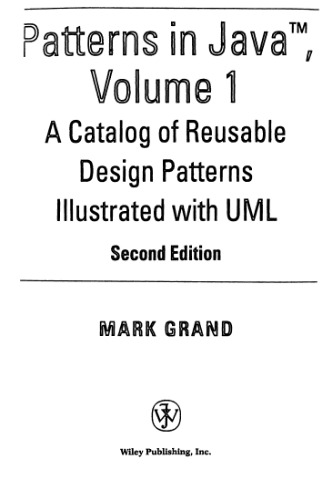 Patterns in Java™,
Volume 1
A Catalog of Reusable
Design Patterns
Illustrated with UML
Second Edition
MARK GRAND
Wiley Publishing, Inc.